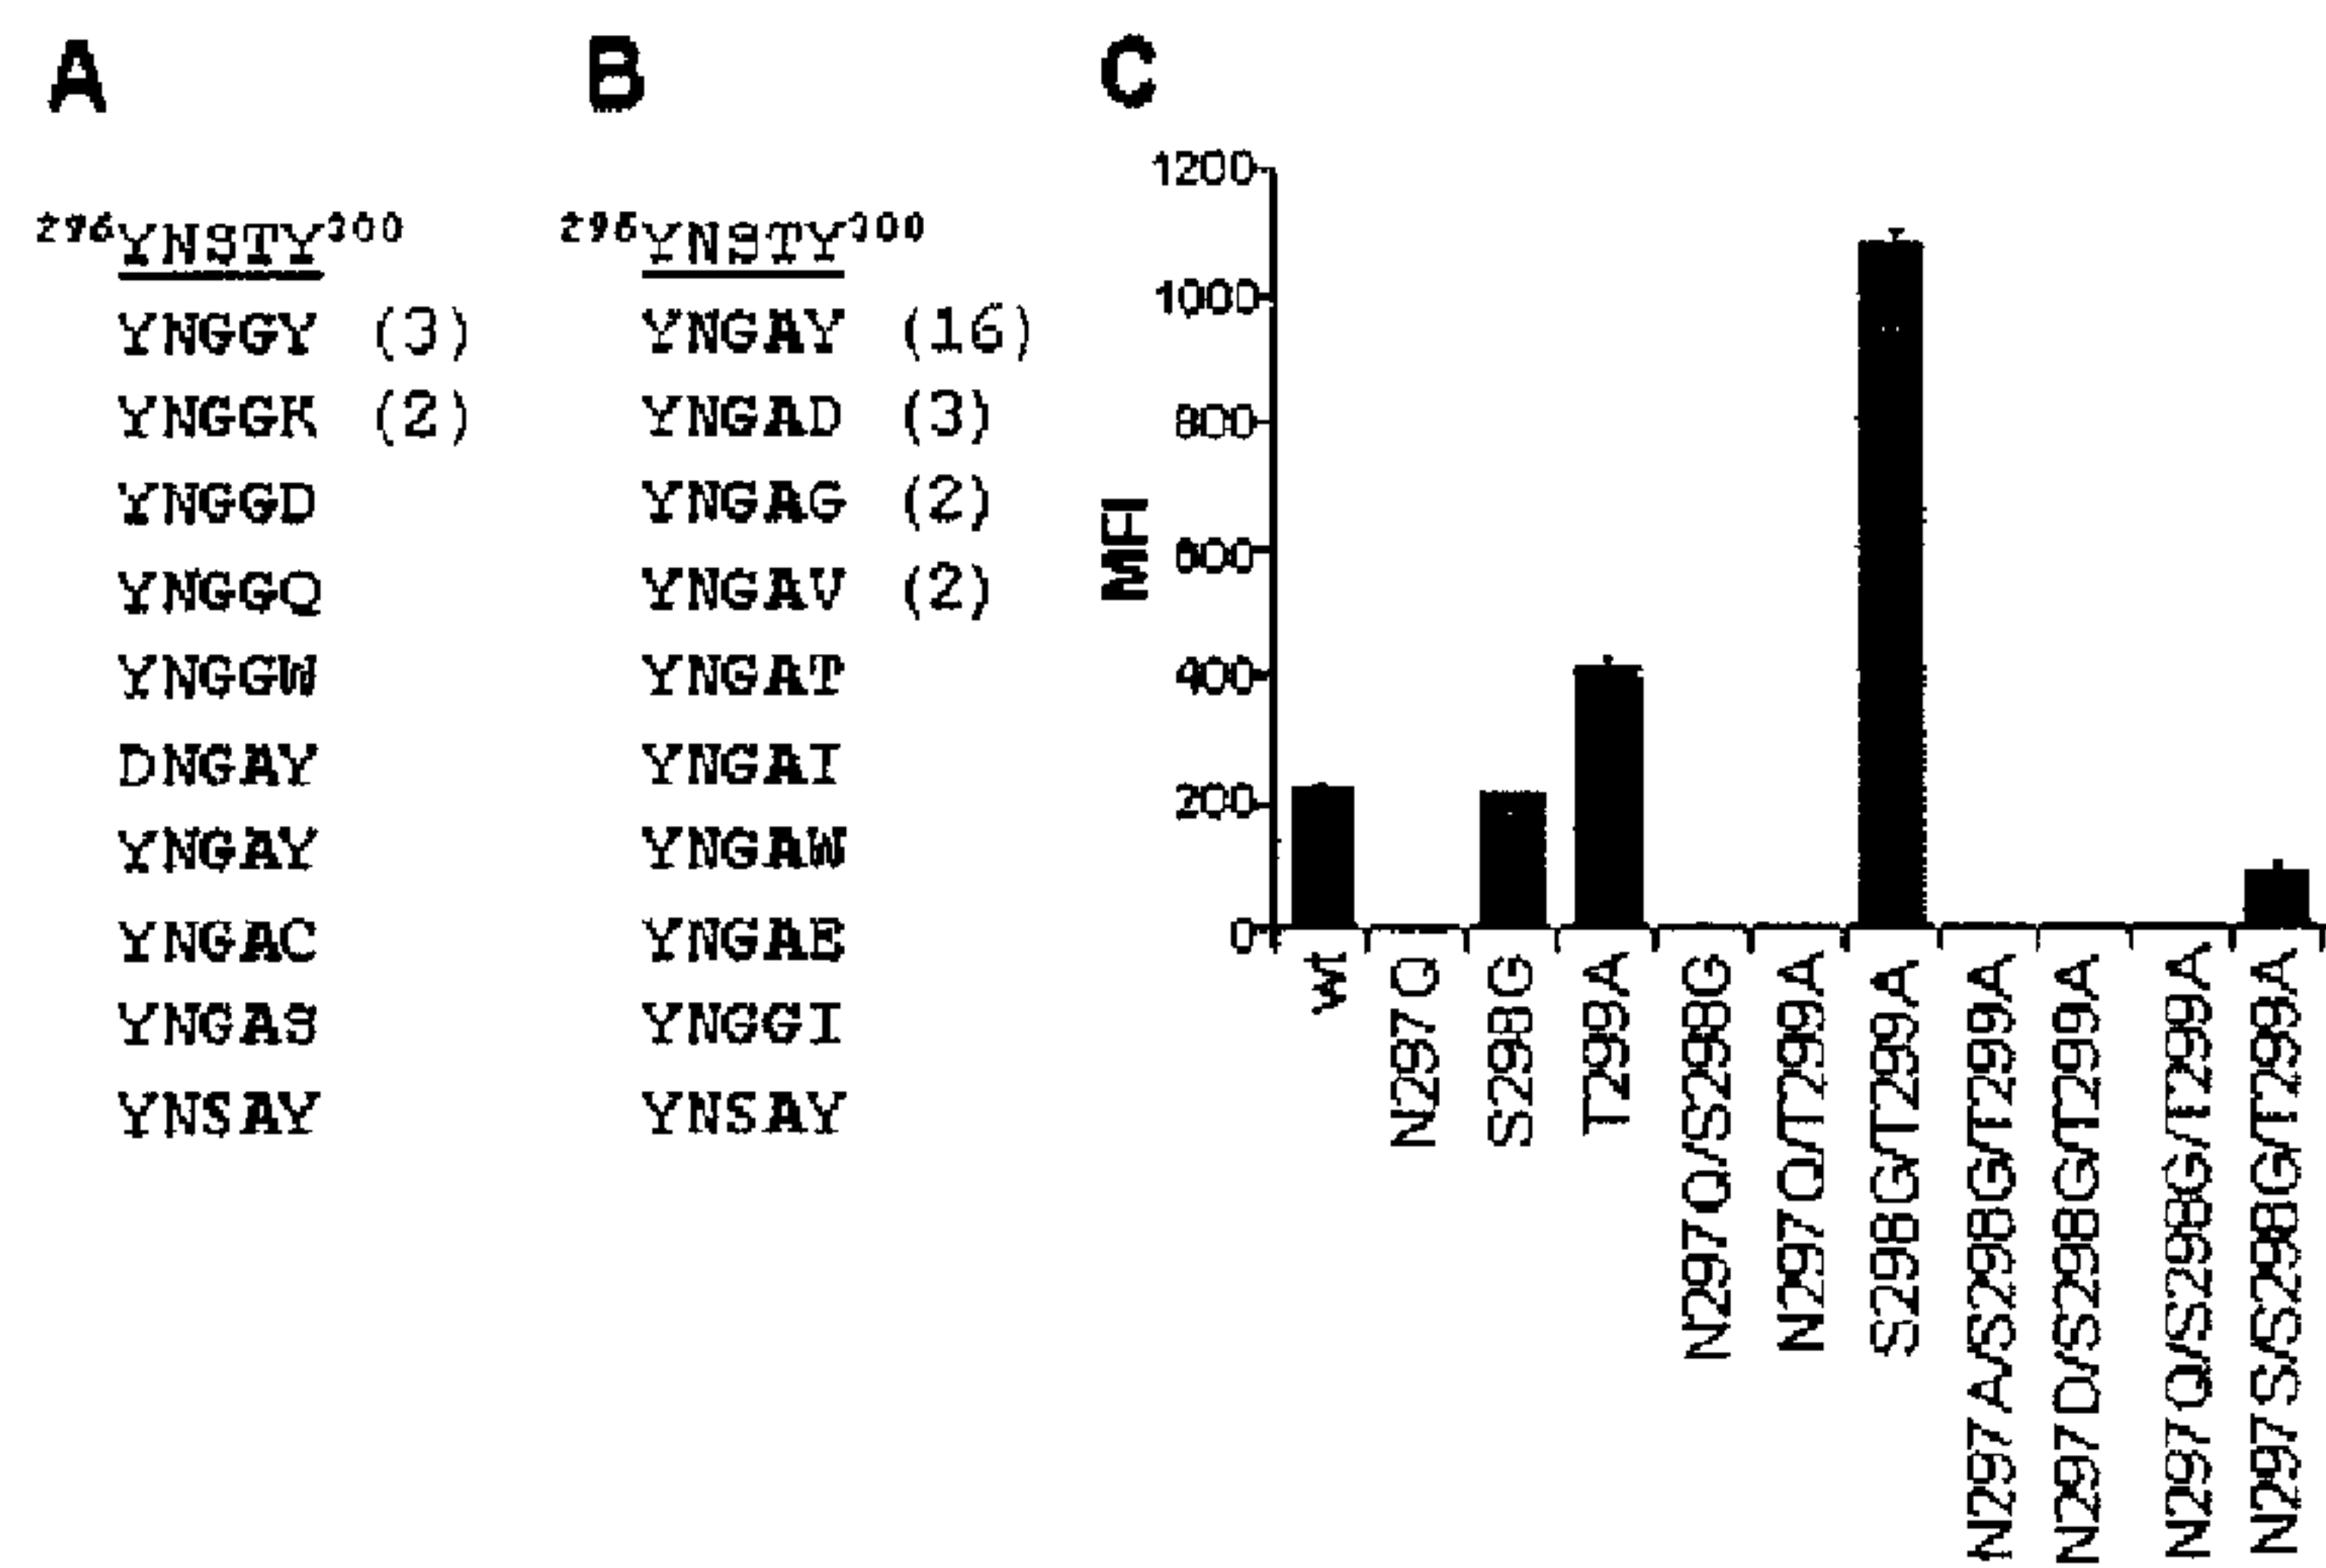 A
296YNSTY300
YNGGY (3)
YNGGK (2)
YNGGD
YNGGQ
YNGGW
DNGAY
YNGAY
YNGAC
YNGAS
YNSAY
B
296YNSTY300
YNGAY (16)
YNGAD (3)
YNGAG (2)
YNGAV (2)
YNGAT
YNGAI
YNGAW
YNGAE
YNGGI
YNSAY
C
MFI
1200
1000
800
600
400
200
0
wt
N297Q
S298G
T299A
N297Q/S298G
N297Q/T299A
S298G/T299A
N297A/S298G/T299A
N297D/S298G/T299A
N297Q/S298G/T299A
N297S/S298G/T299A